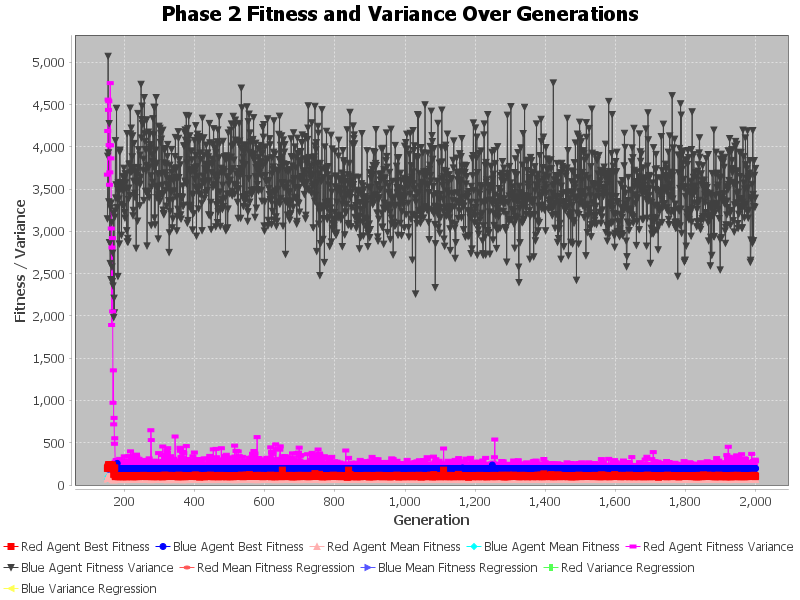 Phase 2 Fitness and Variance Over Generations
Fitness / Variance
5,000
4,500
4,000
3,500
3,000
2,500
2,000
1,500
1,000
500
0
200 400 600 800 1,000 1,200 1,400 1,600 1,800 2,000
Generation
Red Agent Best Fitness Blue Agent Best Fitness Red Agent Mean Fitness Blue Agent Mean Fitness Red Agent Fitness Variance
Blue Agent Fitness Variance Red Mean Fitness Regression Blue Mean Fitness Regression Red Variance Regression
Blue Variance Regression